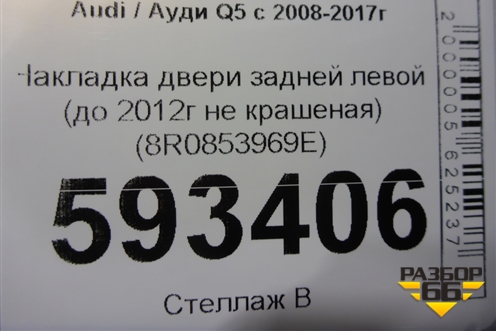 Audi / Ауди Q5 с 2008-2017г
Накладка двери задней левой
(до 2012г не крашеная)
(8R0853969E)
593406
Стеллаж В
2000005625237
РАЗБОР
66